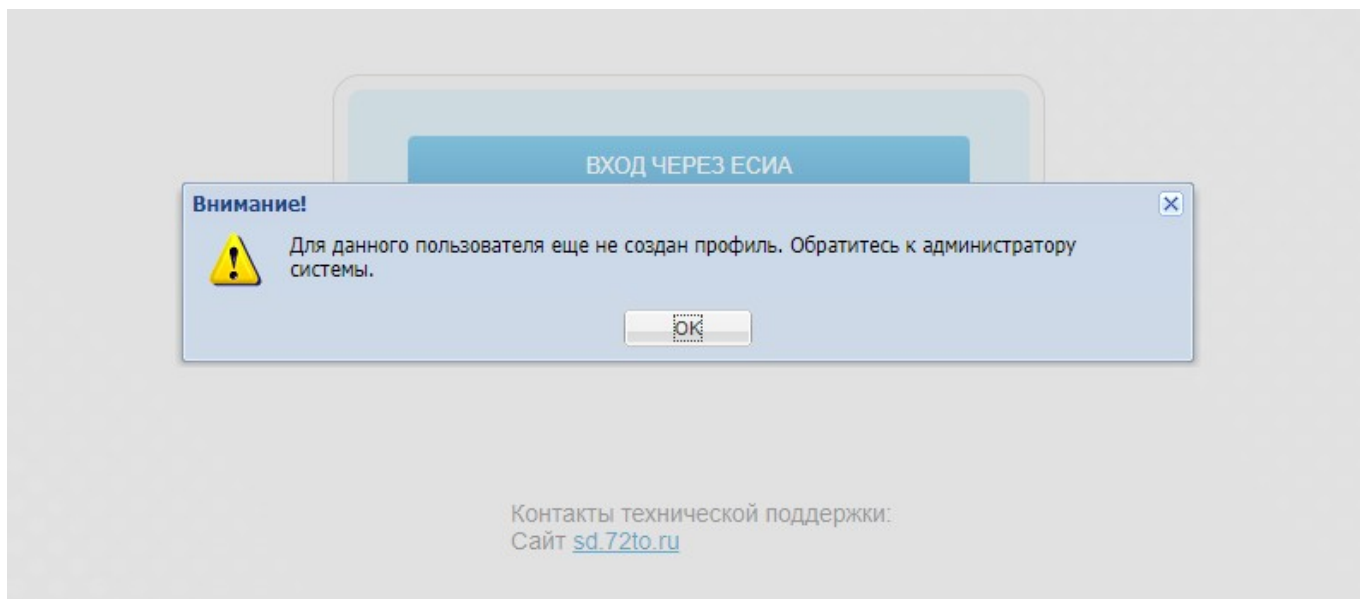 ВХОД ЧЕРЕЗ ЕСИА
Внимание!
Для данного пользователя еще не создан профиль. Обратитесь к администратору
системы.
OK
Контакты технической поддержки:
Сайт sd.72to.ru